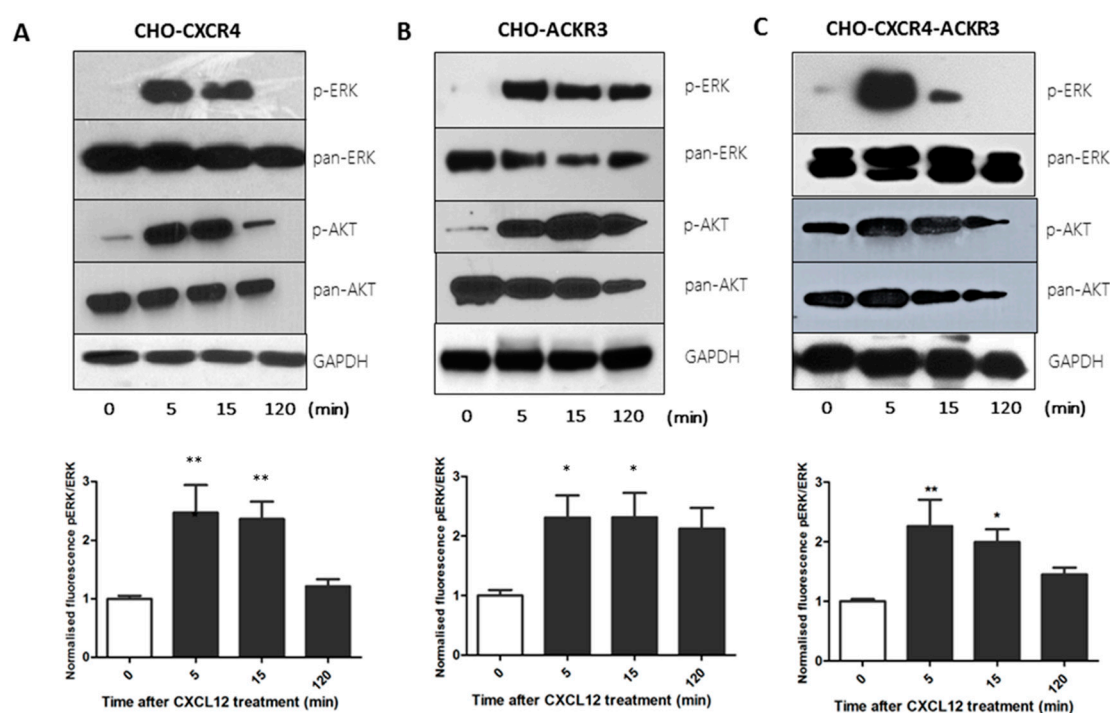 A
CHO-CXCR4
p-ERK
pan-ERK
p-AKT
pan-AKT
GAPDH
0 5 15 120 (min)
B
CHO-ACKR3
p-ERK
pan-ERK
p-AKT
pan-AKT
GAPDH
0 5 15 120 (min)
C
CHO-CXCR4-ACKR3
p-ERK
pan-ERK
p-AKT
pan-AKT
GAPDH
0 5 15 120 (min)
Normalised fluorescence pERK/ERK
3
2
1
0
** **
0 5 15 120
Time after CXCL12 treatment (min)
Normalised fluorescence pERK/ERK
3
2
1
0
* *
0 5 15 120
Time after CXCL12 treatment (min)
Normalised fluorescence pERK/ERK
3
2
1
0
** *
0 5 15 120
Time after CXCL12 treatment (min)